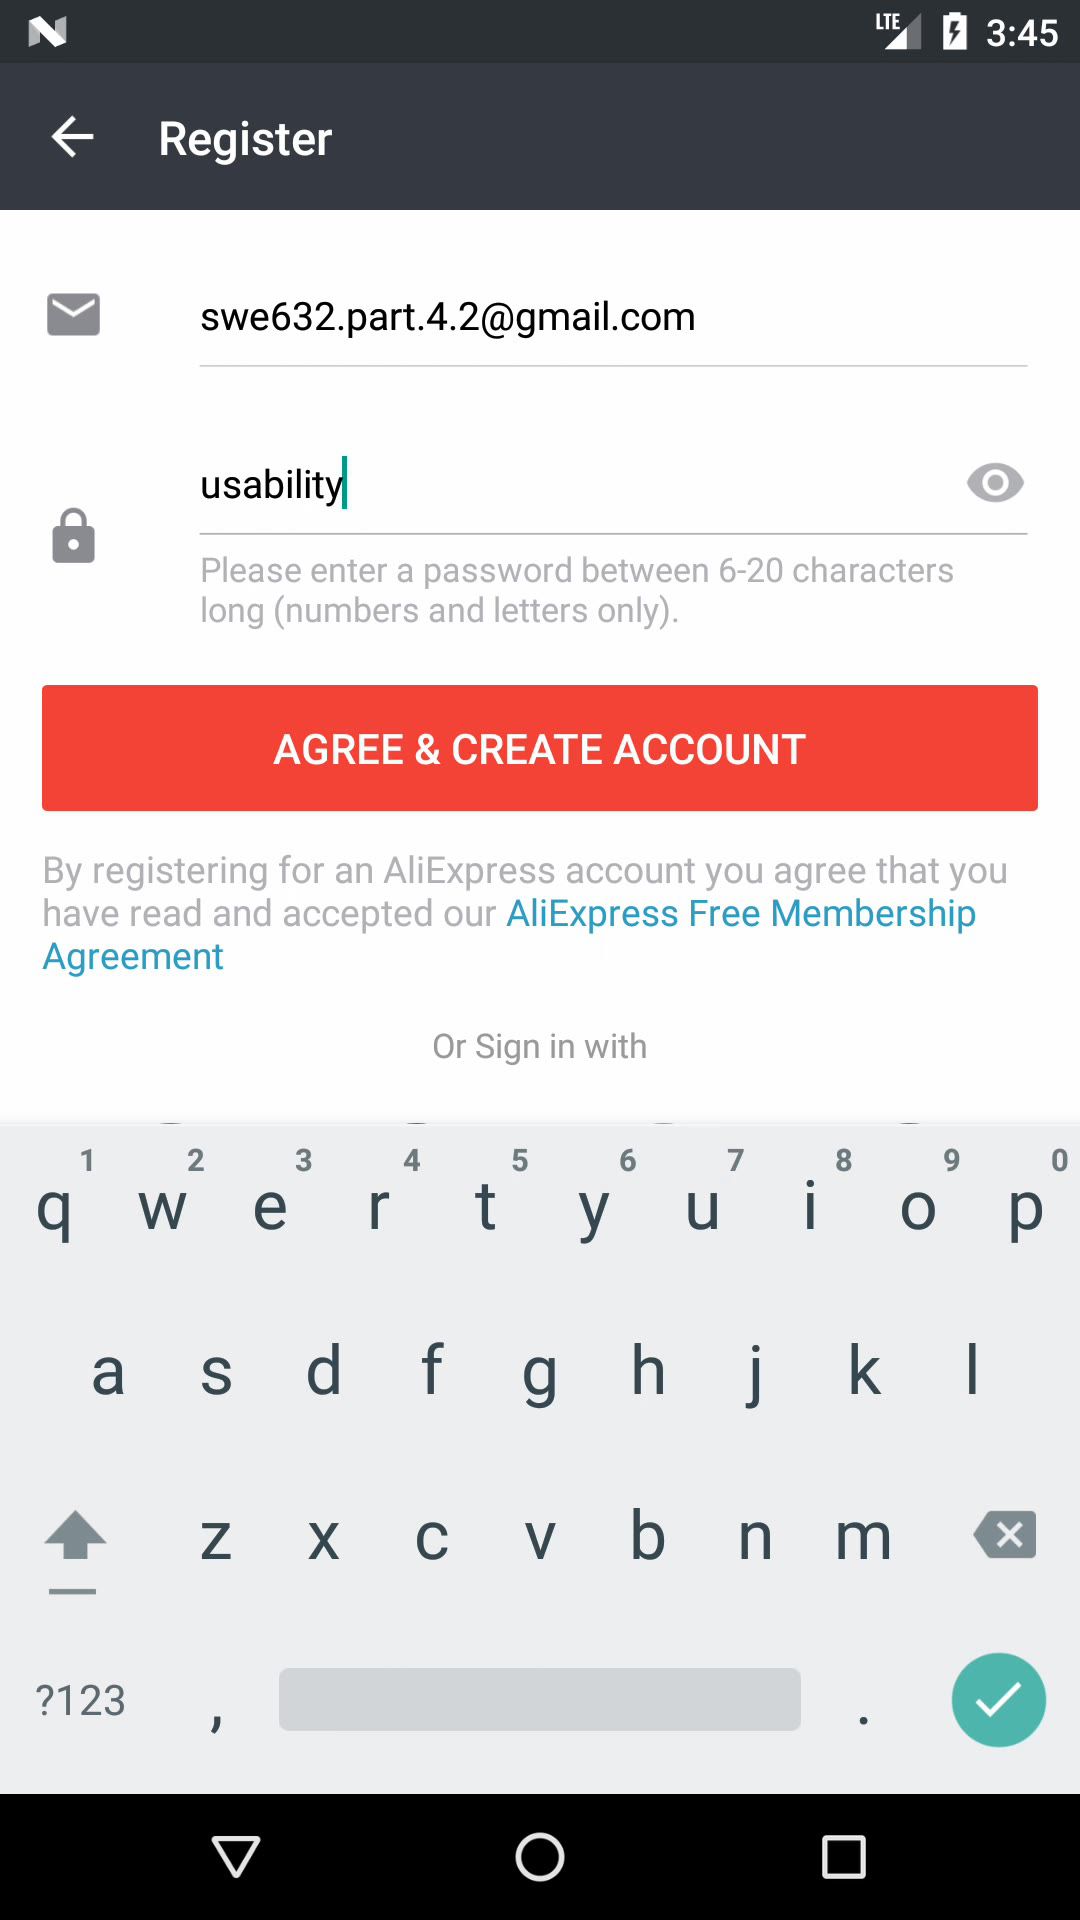 LTE 3:45
Register
swe632.part.4.2@gmail.com
usability
Please enter a password between 6-20 characters
long (numbers and letters only).
AGREE & CREATE ACCOUNT
By registering for an AliExpress account you agree that you
have read and accepted our AliExpress Free Membership
Agreement
Or Sign in with
1 2 3 4 5 6 7 8 9 0
q w e r t y u i o p
a s d f g h j k l
z x c v b n m
?123 , .